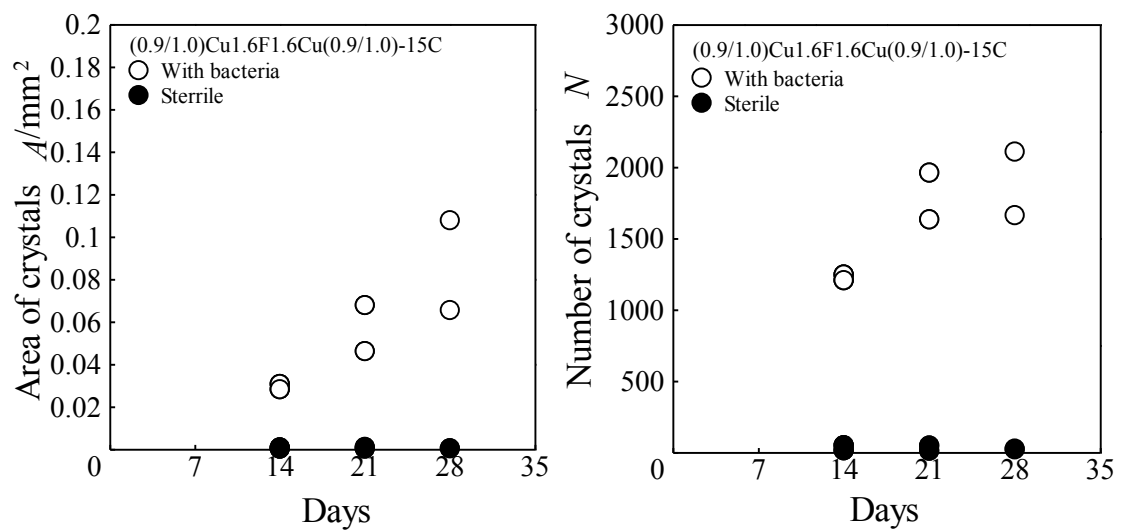 0.2
0.18
0.16
0.14
0.12
0.1
0.08
0.06
0.04
0.02
0
Area of crystals A/mm²
(0.9/1.0)Cu1.6F1.6Cu(0.9/1.0)-15C
With bacteria
Sterrile
7 14 21 28 35
Days
3000
2500
2000
1500
1000
500
0
Number of crystals N
(0.9/1.0)Cu1.6F1.6Cu(0.9/1.0)-15C
With bacteria
Sterile
7 14 21 28 35
Days